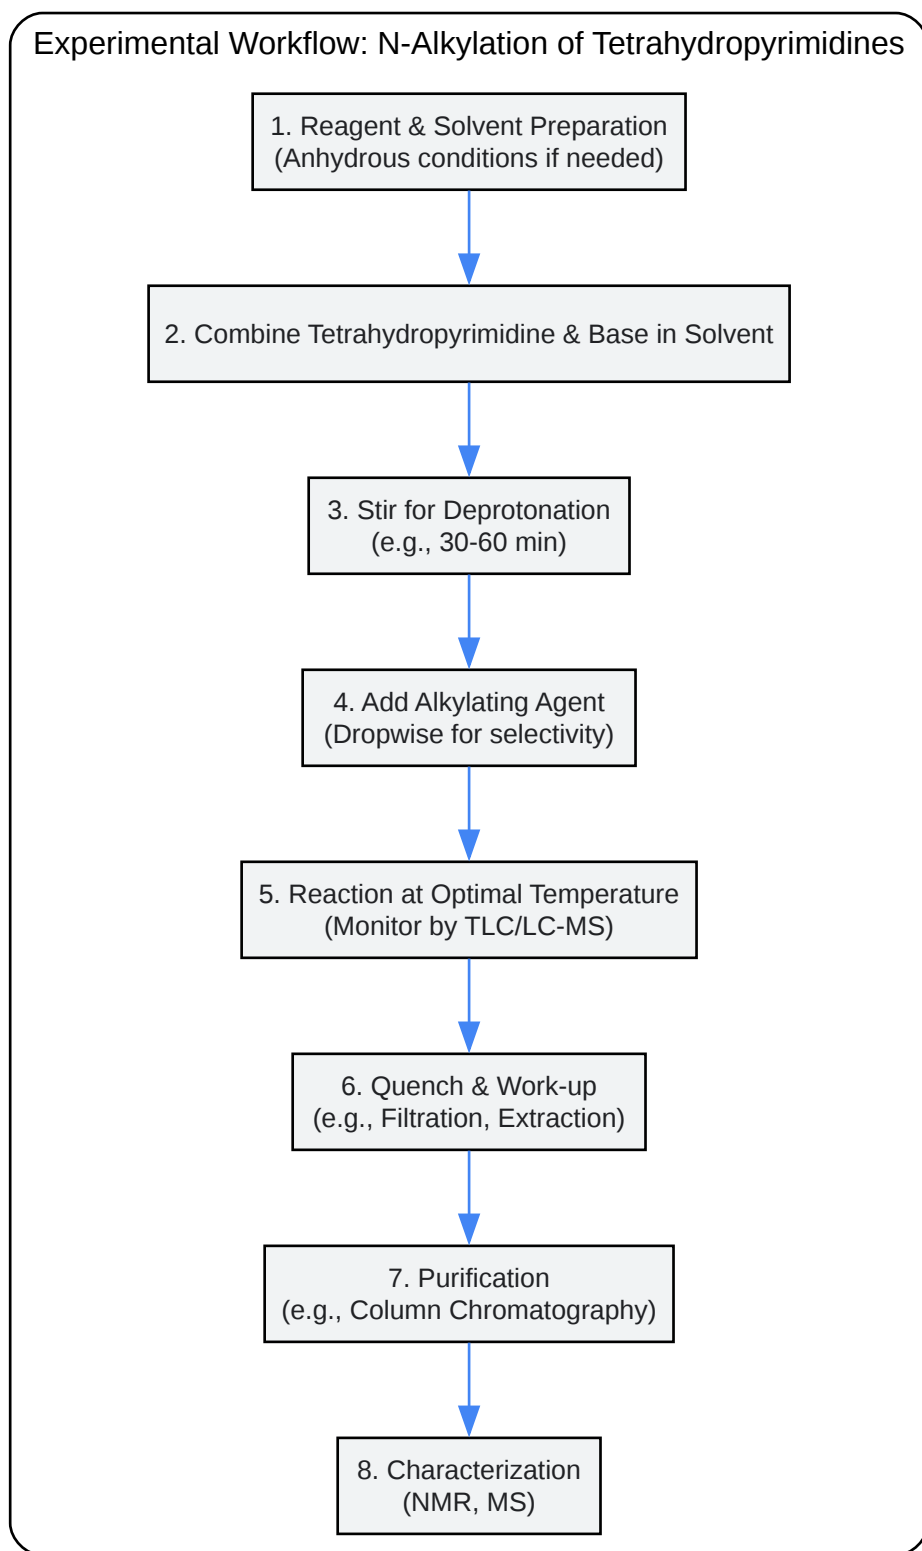 Experimental Workflow: N-Alkylation of Tetrahydropyrimidines
1. Reagent & Solvent Preparation
(Anhydrous conditions if needed)
2. Combine Tetrahydropyrimidine & Base in Solvent
3. Stir for Deprotonation
(e.g., 30-60 min)
4. Add Alkylating Agent
(Dropwise for selectivity)
5. Reaction at Optimal Temperature
(Monitor by TLC/LC-MS)
6. Quench & Work-up
(e.g., Filtration, Extraction)
7. Purification
(e.g., Column Chromatography)
8. Characterization
(NMR, MS)